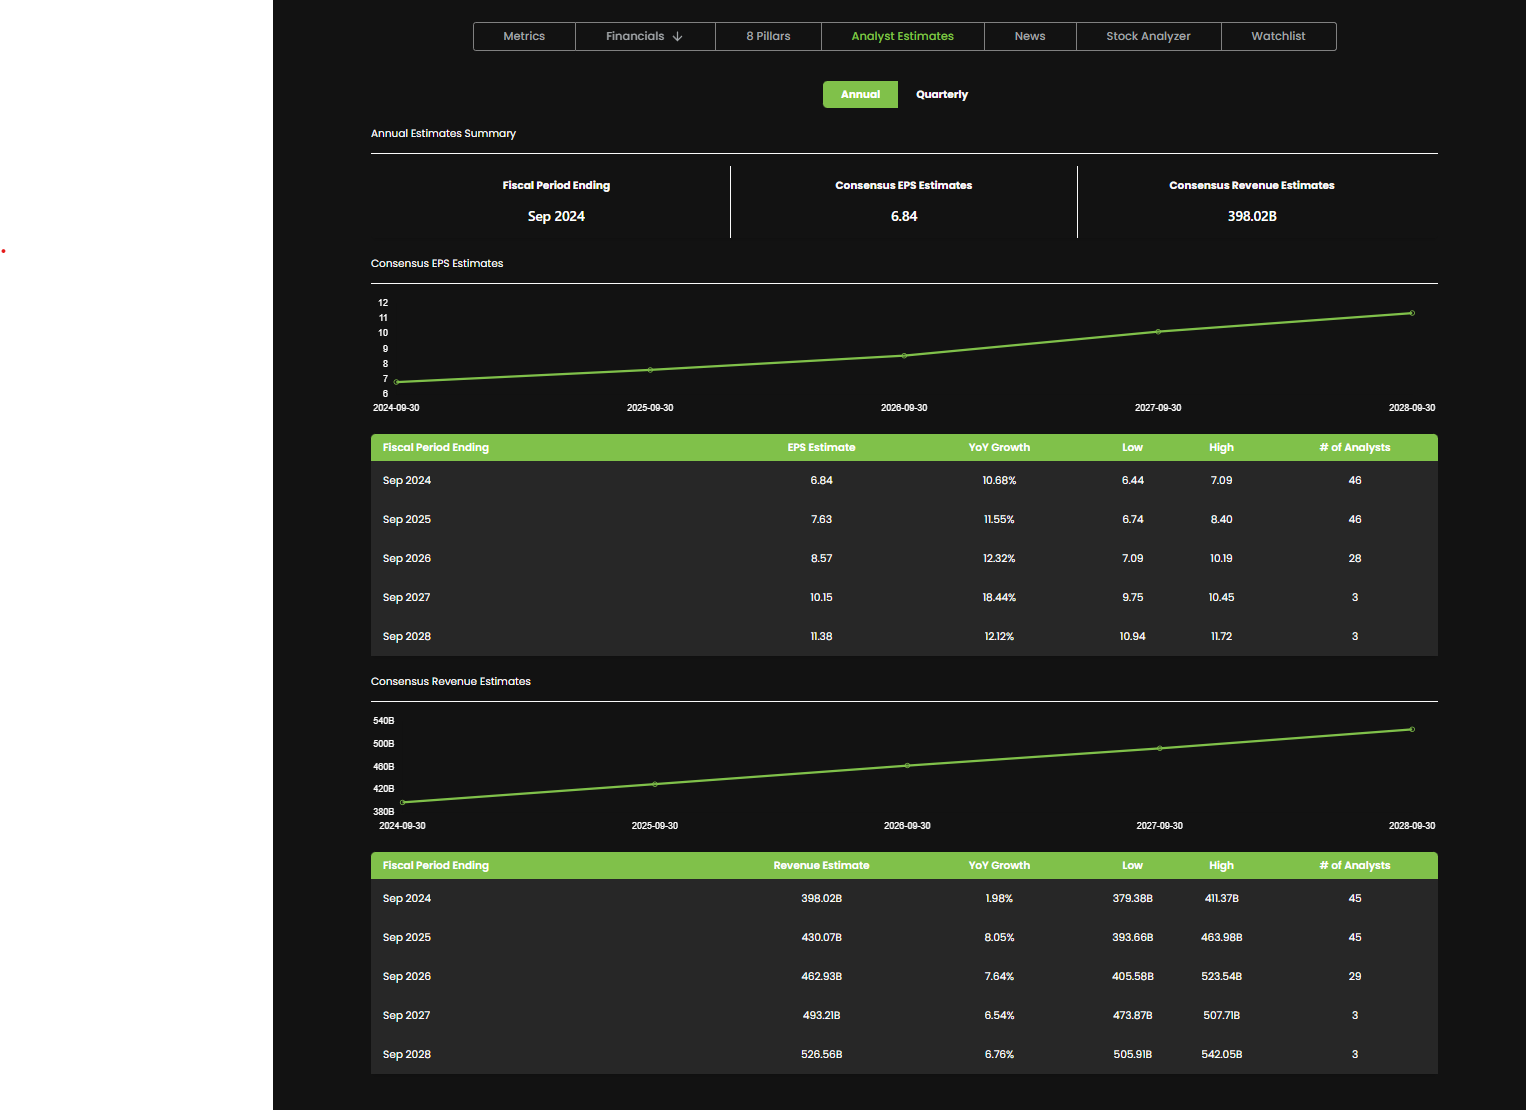 Metrics Financials ↓ 8 Pillars Analyst Estimates News Stock Analyzer Watchlist
Annual Quarterly
Annual Estimates Summary
Fiscal Period Ending Consensus EPS Estimates Consensus Revenue Estimates
Sep 2024 6.84 398.02B
Consensus EPS Estimates
12
11
10
9
8
7
6
2024-09-30 2025-09-30 2026-09-30 2027-09-30 2028-09-30
Fiscal Period Ending EPS Estimate YoY Growth Low High # of Analysts
Sep 2024 6.84 10.68% 6.44 7.09 46
Sep 2025 7.63 11.55% 6.74 8.40 46
Sep 2026 8.57 12.32% 7.09 10.19 28
Sep 2027 10.15 18.44% 9.75 10.45 3
Sep 2028 11.38 12.12% 10.94 11.72 3
Consensus Revenue Estimates
540B
500B
460B
420B
380B
2024-09-30 2025-09-30 2026-09-30 2027-09-30 2028-09-30
Fiscal Period Ending Revenue Estimate YoY Growth Low High # of Analysts
Sep 2024 398.02B 1.98% 379.38B 411.37B 45
Sep 2025 430.07B 8.05% 393.66B 463.98B 45
Sep 2026 462.93B 7.64% 405.58B 523.54B 29
Sep 2027 493.21B 6.54% 473.87B 507.71B 3
Sep 2028 526.56B 6.76% 505.91B 542.05B 3